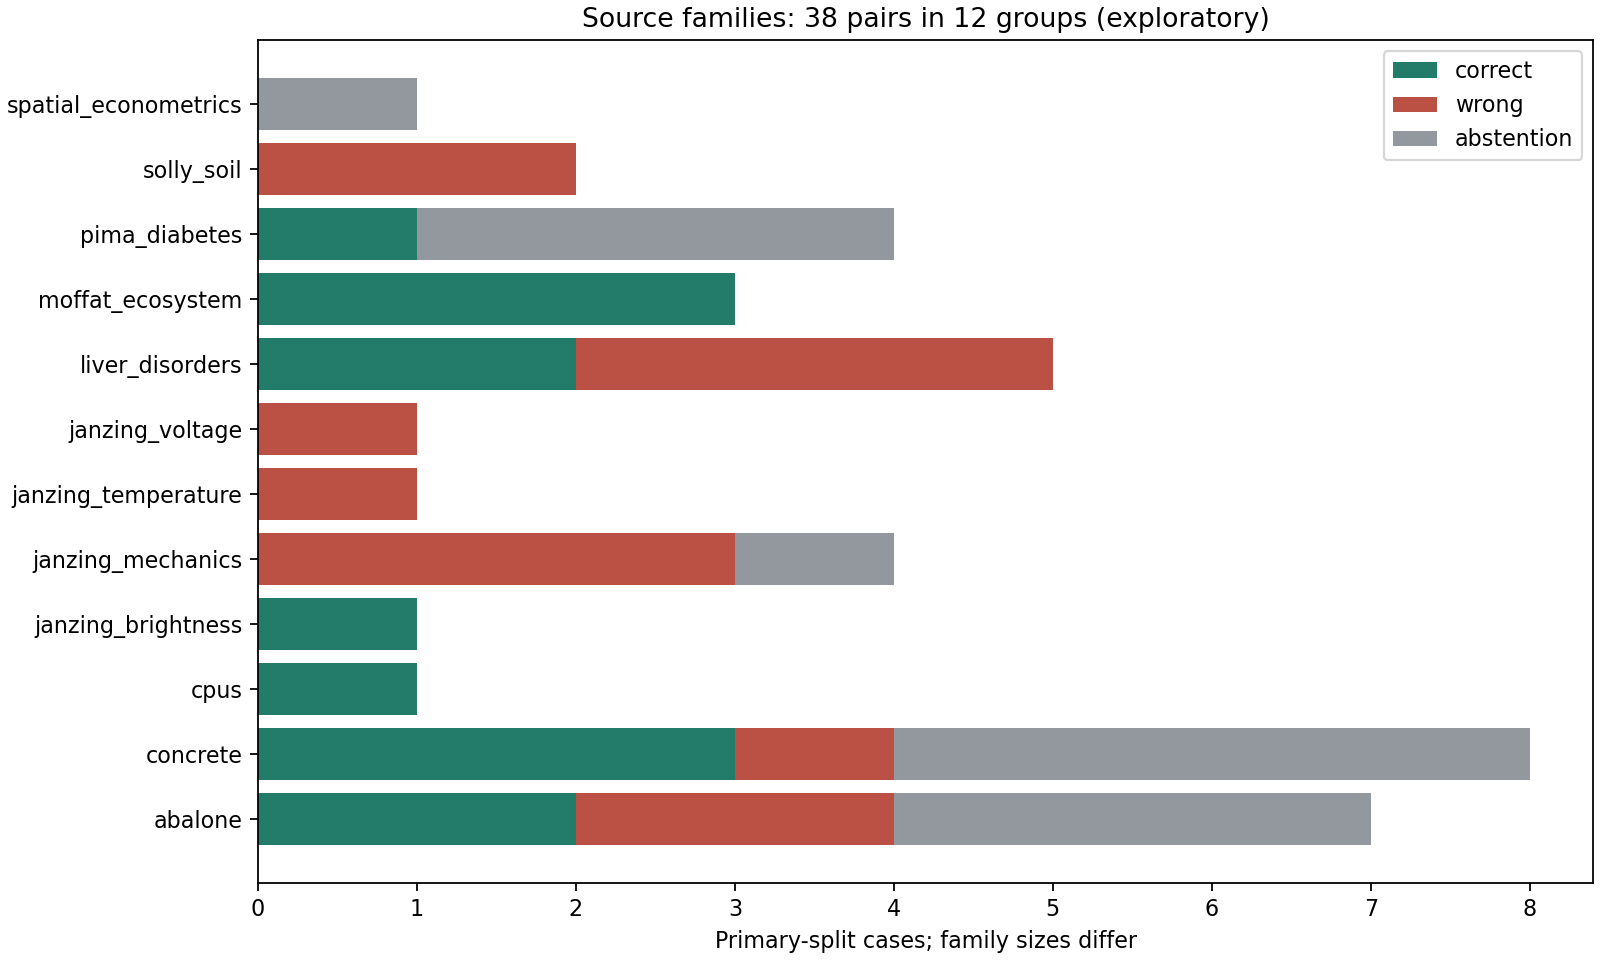 Source families: 38 pairs in 12 groups (exploratory)
correct
wrong
abstention
spatial_econometrics
solly_soil
pima_diabetes
moffat_ecosystem
liver_disorders
janzing_voltage
janzing_temperature
janzing_mechanics
janzing_brightness
cpus
concrete
abalone
0 1 2 3 4 5 6 7 8
Primary-split cases; family sizes differ